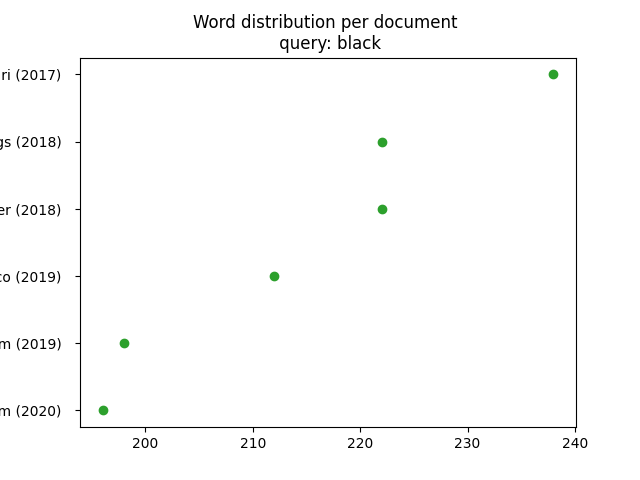 Word distribution per document
query: black
ri (2017)
gs (2018)
er (2018)
co (2019)
m (2019)
m (2020)
200 210 220 230 240